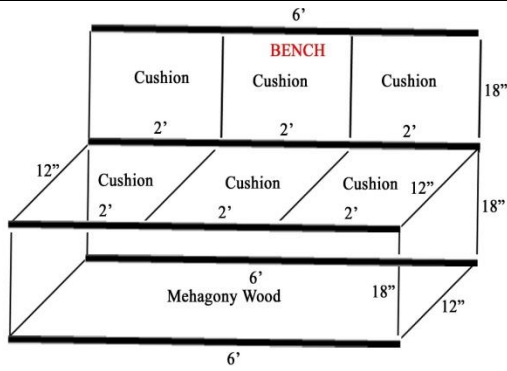 6’
BENCH
Cushion Cushion Cushion
18”
2’ 2’ 2’
12”
Cushion Cushion Cushion 12”
2’ 2’ 2’
18”
6’
Mehagony Wood 18” 12”
6’